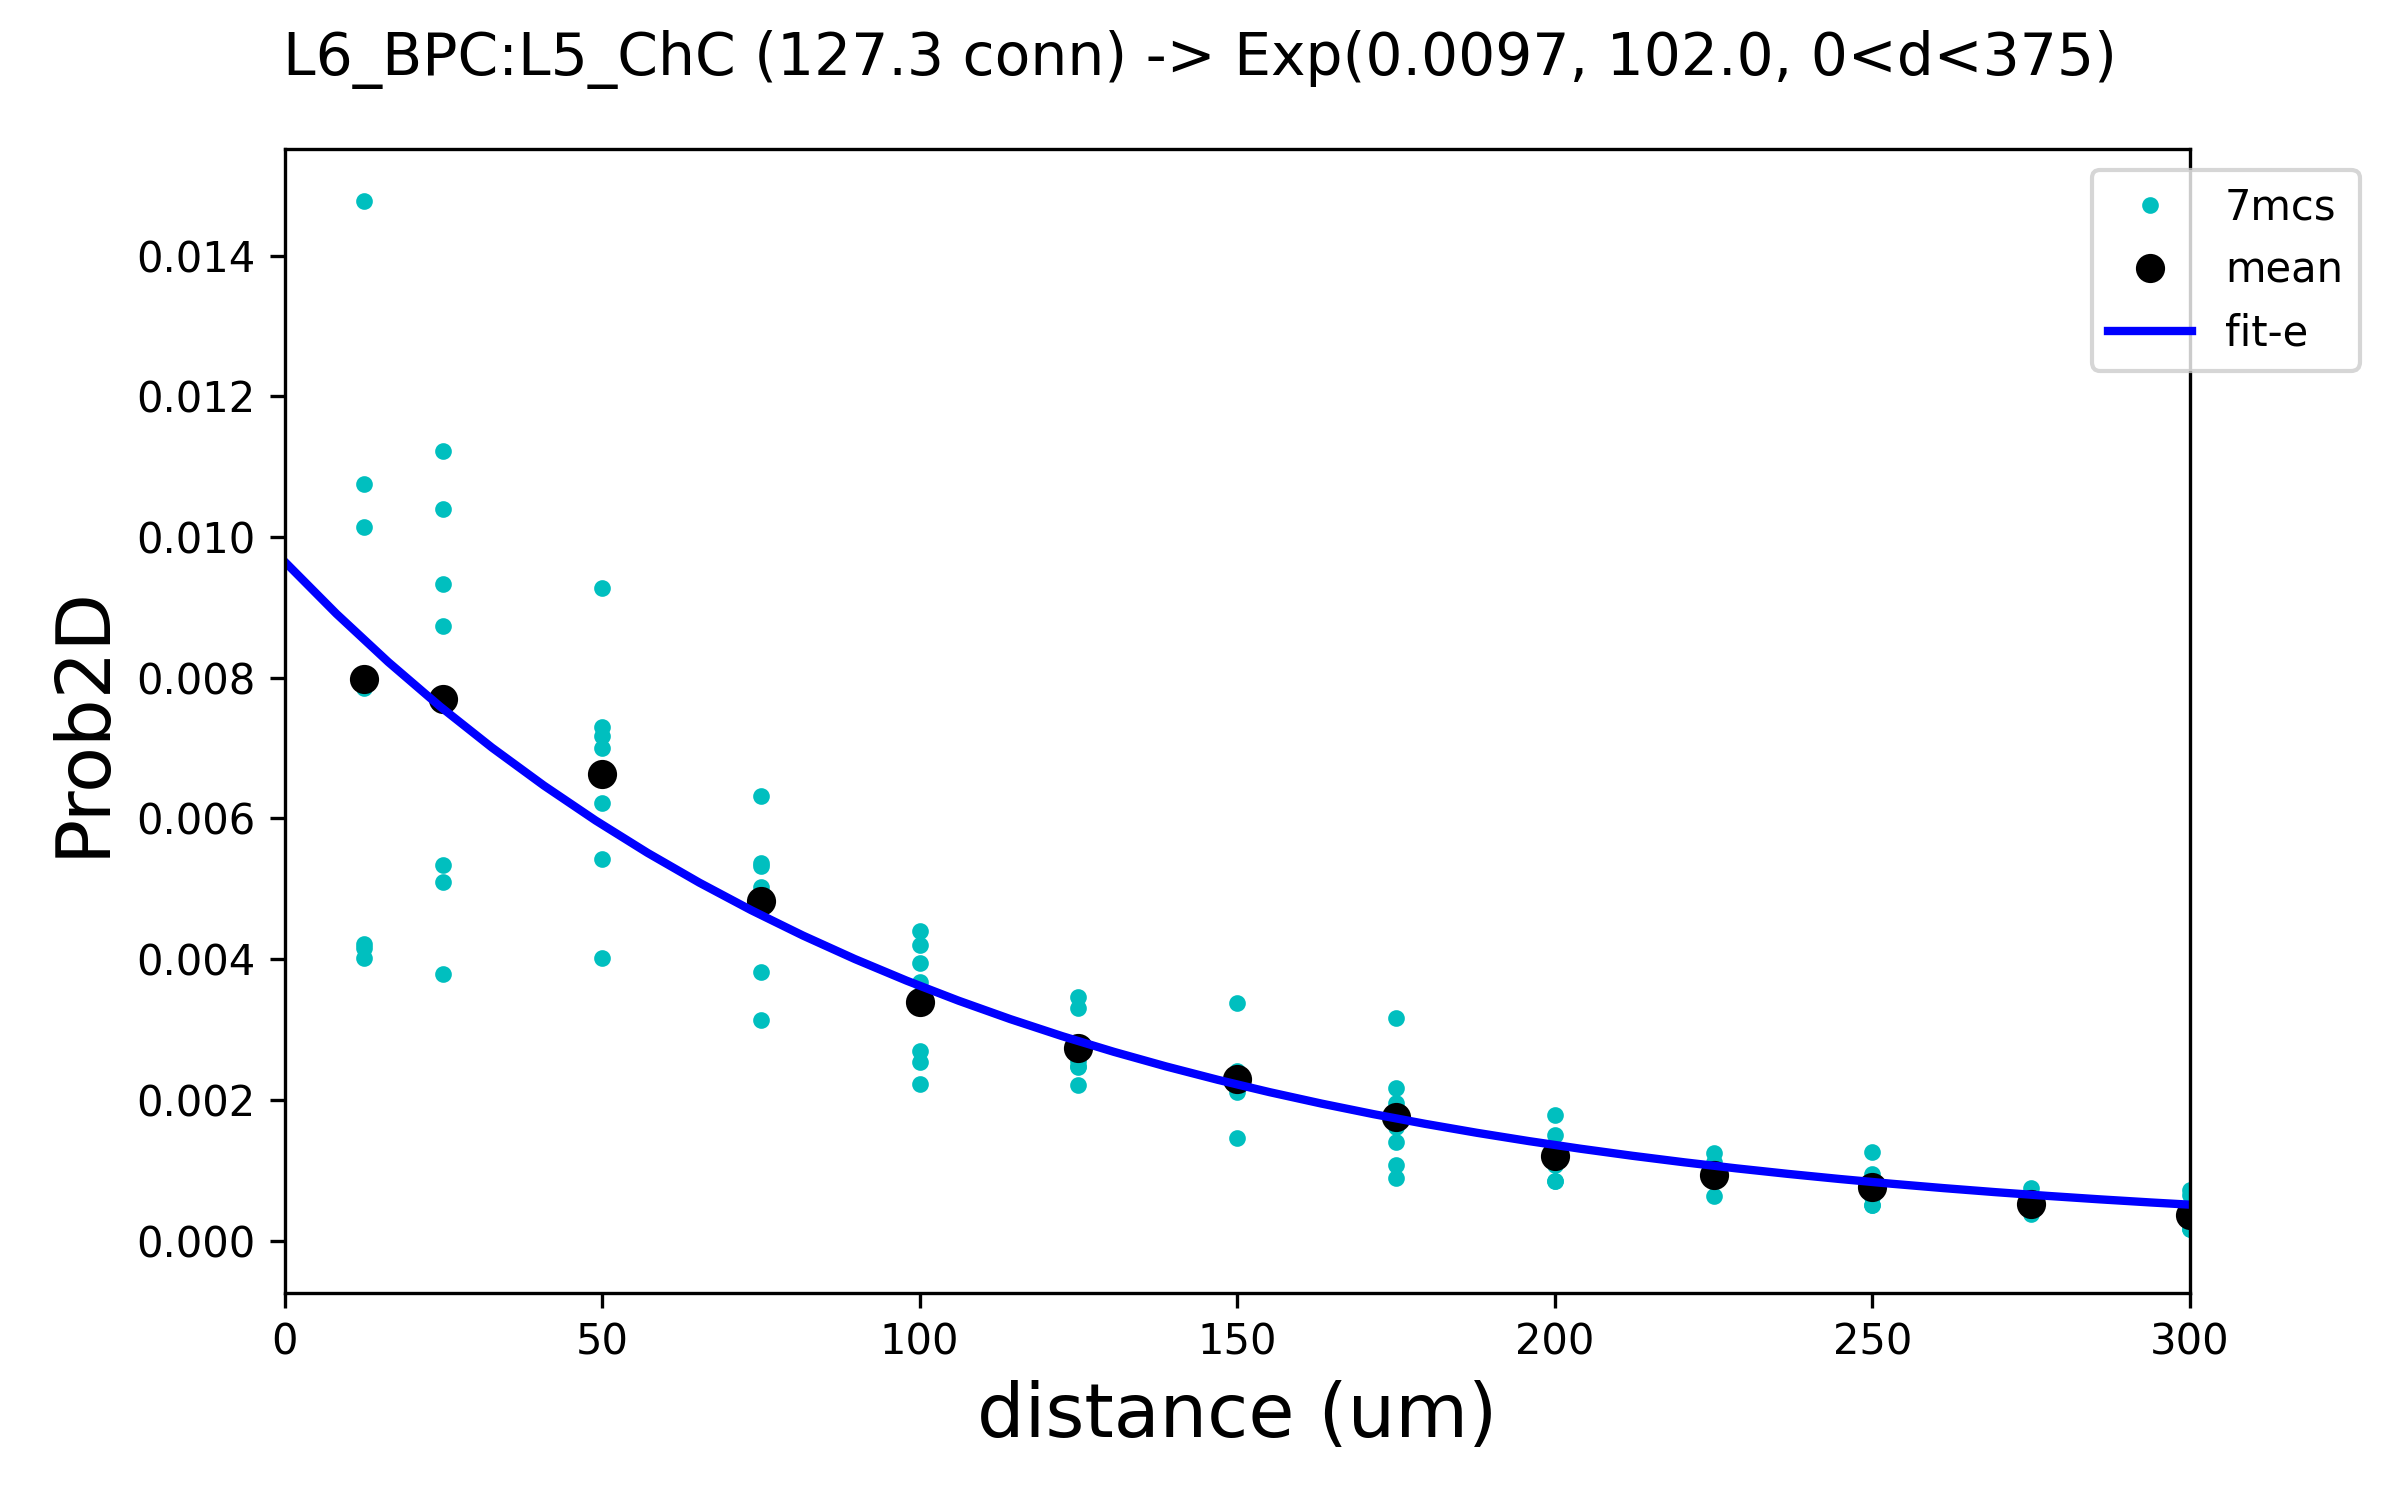 L6_BPC:L5_ChC (127.3 conn) -> Exp(0.0097, 102.0, 0<d<375)
7mcs
mean
fit-e
Prob2D
0.014
0.012
0.010
0.008
0.006
0.004
0.002
0.000
0 50 100 150 200 250 300
distance (um)